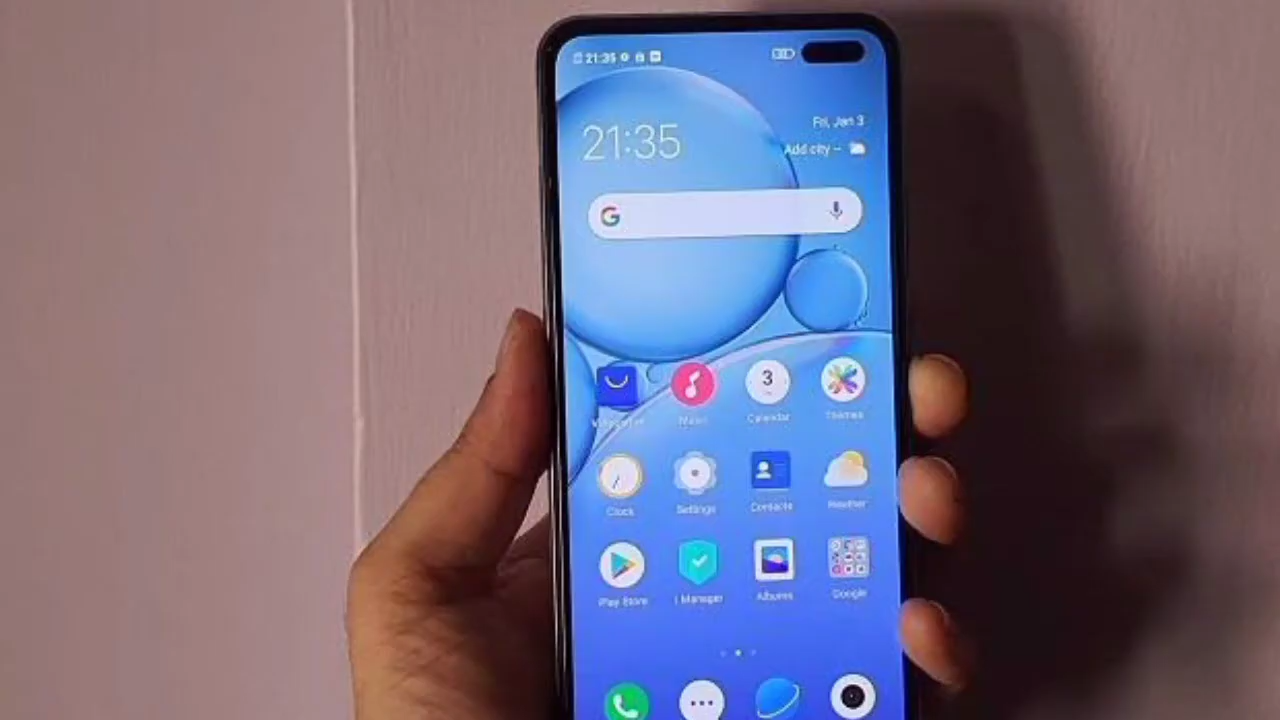 21:35
21:35
Fri, Jan 3
Add city --
G
Music
3
Calendar
Themes
Clock
Settings
Contacts
Weather
Play Store
i Manager
Albums
Google